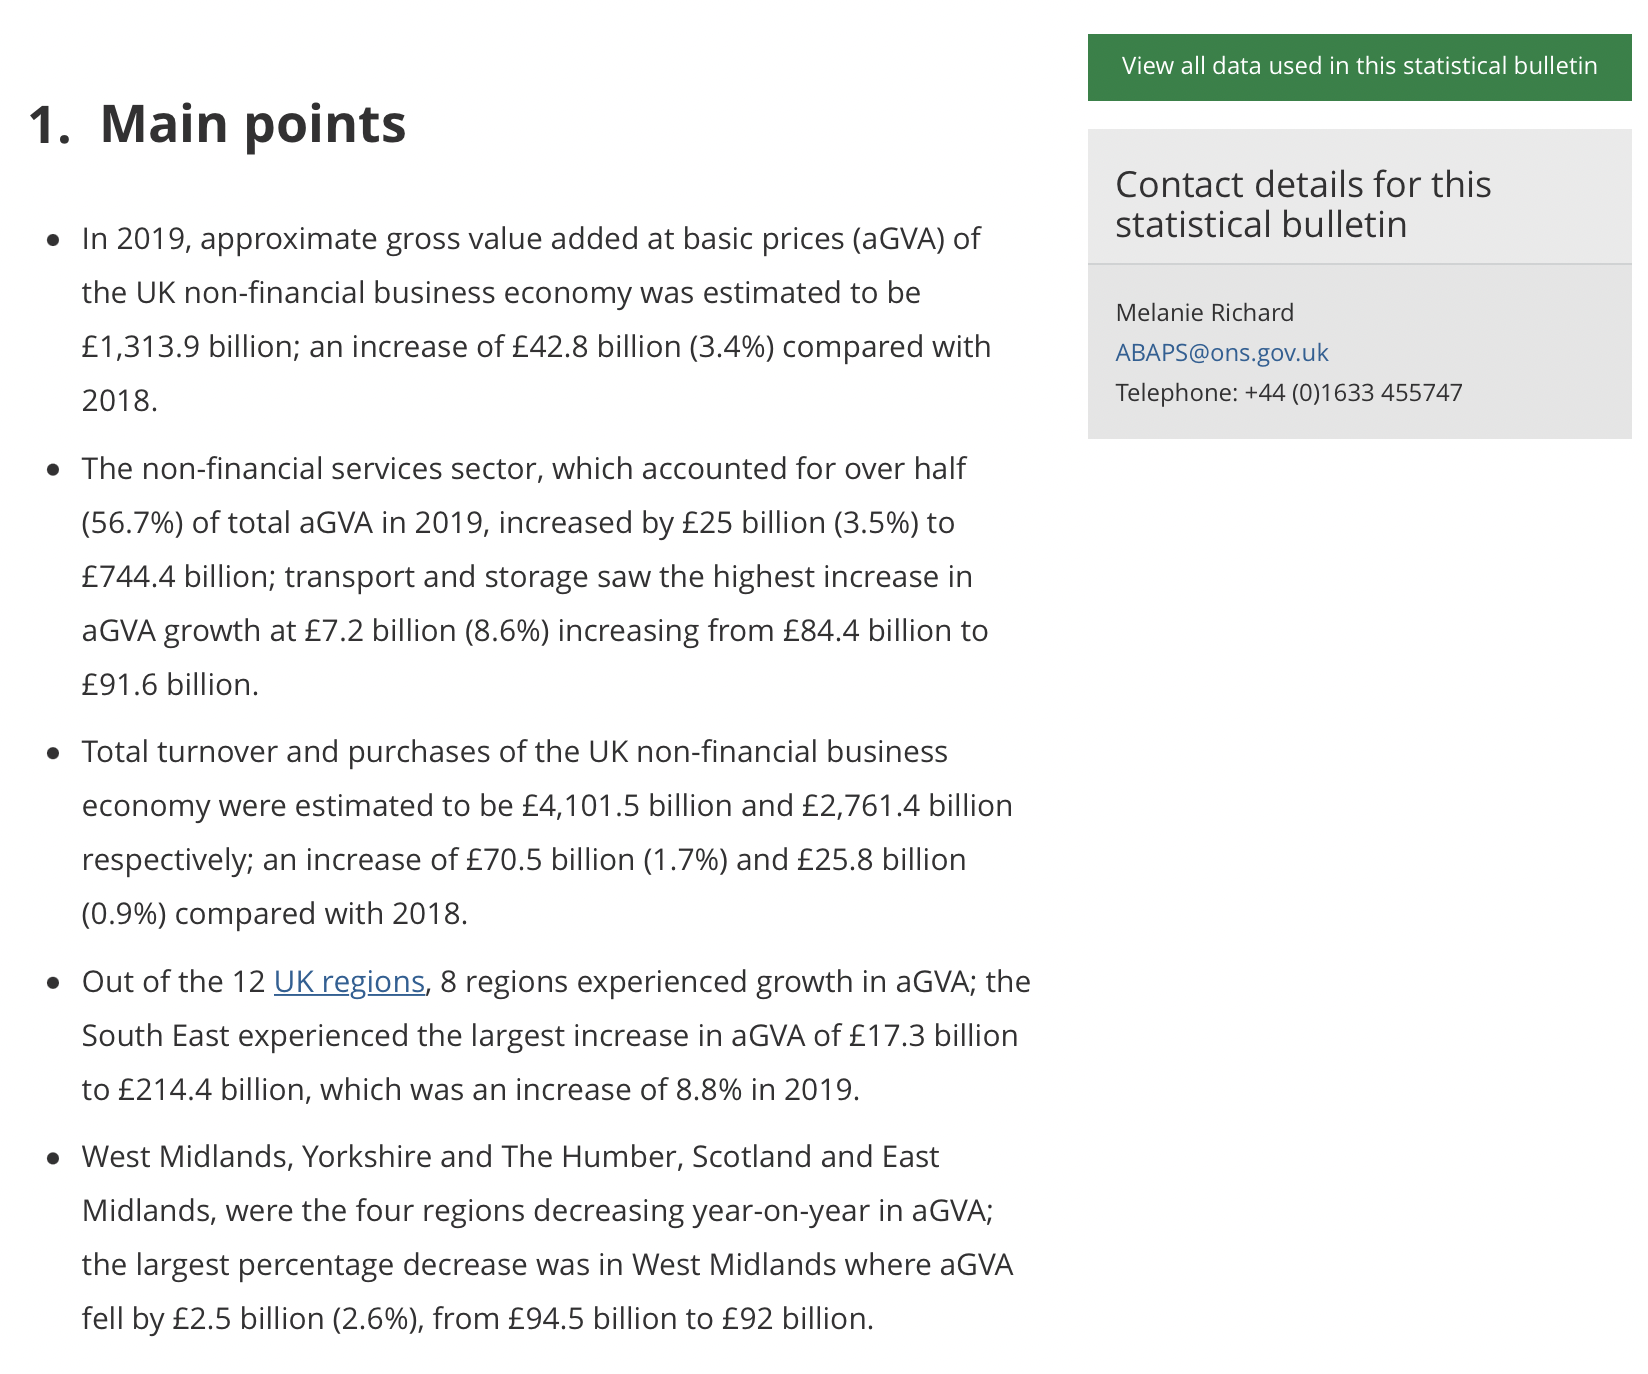 View all data used in this statistical bulletin
1. Main points
Contact details for this
statistical bulletin
Melanie Richard
ABAPS@ons.gov.uk
Telephone: +44 (0)1633 455747
● In 2019, approximate gross value added at basic prices (aGVA) of
the UK non-financial business economy was estimated to be
£1,313.9 billion; an increase of £42.8 billion (3.4%) compared with
2018.
● The non-financial services sector, which accounted for over half
(56.7%) of total aGVA in 2019, increased by £25 billion (3.5%) to
£744.4 billion; transport and storage saw the highest increase in
aGVA growth at £7.2 billion (8.6%) increasing from £84.4 billion to
£91.6 billion.
● Total turnover and purchases of the UK non-financial business
economy were estimated to be £4,101.5 billion and £2,761.4 billion
respectively; an increase of £70.5 billion (1.7%) and £25.8 billion
(0.9%) compared with 2018.
● Out of the 12 UK regions, 8 regions experienced growth in aGVA; the
South East experienced the largest increase in aGVA of £17.3 billion
to £214.4 billion, which was an increase of 8.8% in 2019.
● West Midlands, Yorkshire and The Humber, Scotland and East
Midlands, were the four regions decreasing year-on-year in aGVA;
the largest percentage decrease was in West Midlands where aGVA
fell by £2.5 billion (2.6%), from £94.5 billion to £92 billion.